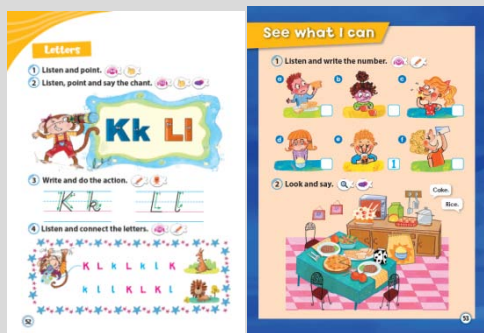 Letters
1 Listen and point.
2 Listen, point and say the chant.
Kk Ll
3 Write and do the action.
K k L l
4 Listen and connect the letters.
K L k L k l k
k l l K L K L
52
See what I can
1 Listen and write the number.
a b c
d e f
1
2 Look and say.
Cake.
Rice.
53